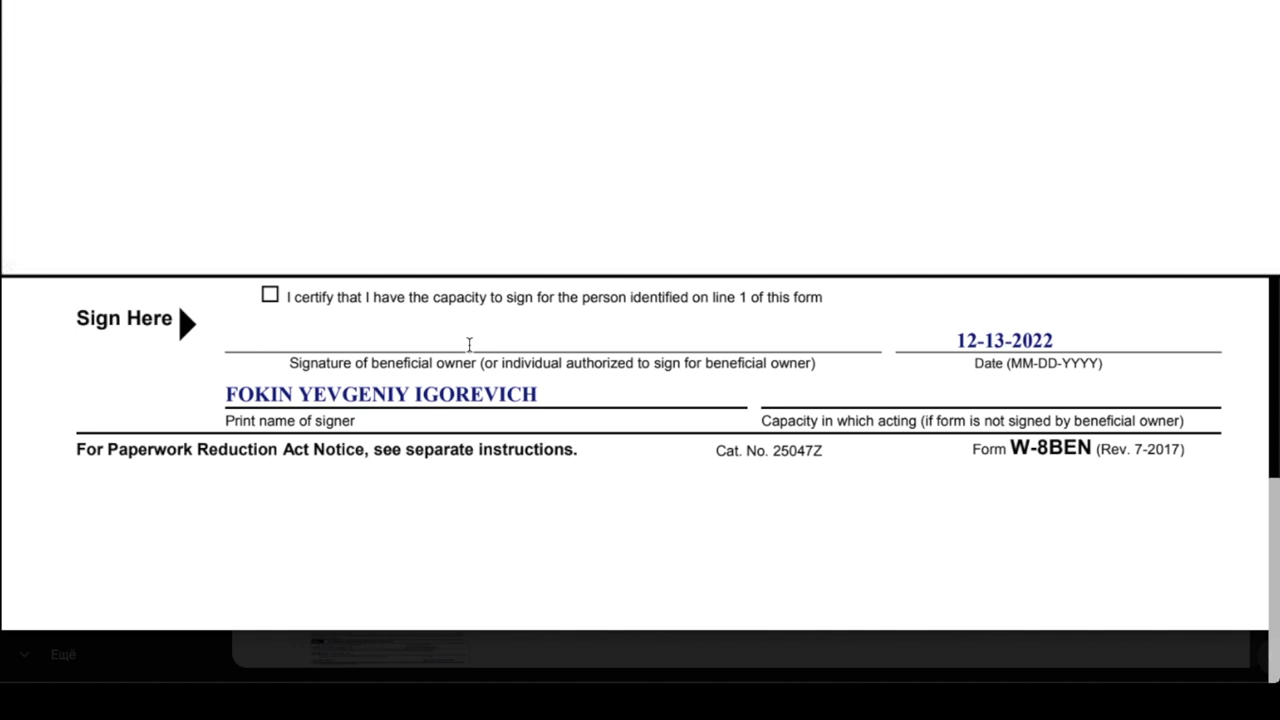 I certify that I have the capacity to sign for the person identified on line 1 of this form
Sign Here
12-13-2022
Signature of beneficial owner (or individual authorized to sign for beneficial owner) Date (MM-DD-YYYY)
FOKIN YEVGENIY IGOREVICH
Print name of signer Capacity in which acting (if form is not signed by beneficial owner)
For Paperwork Reduction Act Notice, see separate instructions. Cat. No. 25047Z Form W-8BEN (Rev. 7-2017)
Ещё